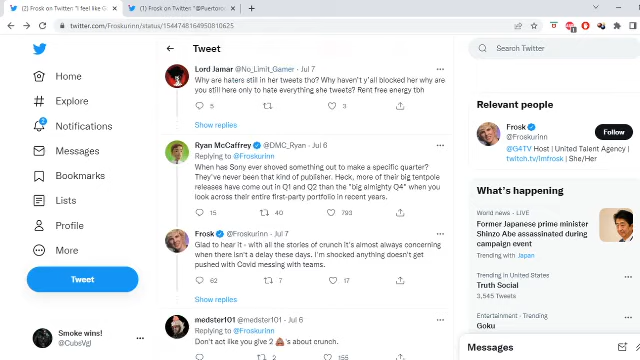 (2) Frosk on Twitter: "I feel like G
(1) Frosk on Twitter: "@Puertore
twitter.com/Froskurinn/status/1544748164950810625
Home
Explore
2
Notifications
Messages
Bookmarks
Lists
Profile
More
Tweet
Smoke wins!
@CubsVgl
Tweet
Lord Jamar @No_Limit_Gamer · Jul 7
Why are haters still in her tweets tho? Why haven't y'all blocked her why are
you still here only to hate everything she tweets? Rent free energy tbh
5
3
Show replies
Ryan McCaffrey @DMC_Ryan · Jul 6
Replying to @Froskurinn
When has Sony ever shoved something out to make a specific quarter?
They've never been that kind of publisher. Heck, more of their big tentpole
releases have come out in Q1 and Q2 than the "big almighty Q4" when you
look across their entire first-party portfolio in recent years.
15
40
793
Frosk @Froskurinn · Jul 7
Glad to hear it - with all the stories of crunch it's almost always concerning
when there isn't a delay these days. I'm shocked anything doesn't get
pushed with Covid messing with teams.
62
7
17
Show replies
medster101 @medster101 · Jul 6
Replying to @Froskurinn
Don't act like you give 2 💩's about crunch.
2
155
Search Twitter
Relevant people
Frosk
@Froskurinn
Follow
@G4TV Host | United Talent Agency |
twitch.tv/imfrosk | She/Her
What's happening
World news · LIVE
Former Japanese prime minister
Shinzo Abe assassinated during
campaign event
Trending with Japan
Trending in United States
Truth Social
3,545 Tweets
Entertainment · Trending
Goku
Messages